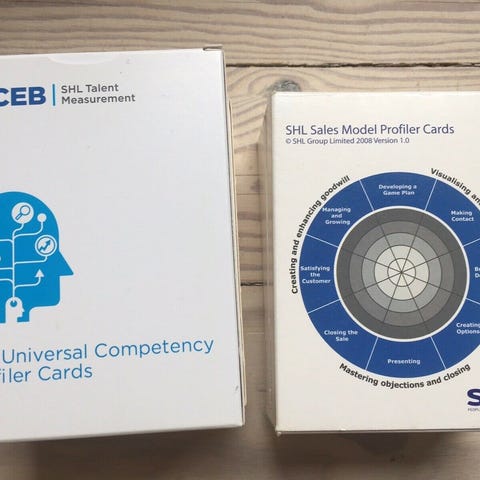 CEB | SHL Talent
Measurement
Universal Competency
filer Cards
SHL Sales Model Profiler Cards
© SHL Group Limited 2008 Version 1.0
Creating and enhancing goodwill
Visualising an
Developing a
Game Plan
Making
Contact
Creating
Options
Presenting
Closing the
Sale
Satisfying
the Customer
Managing
and
Growing
Mastering objections and closing